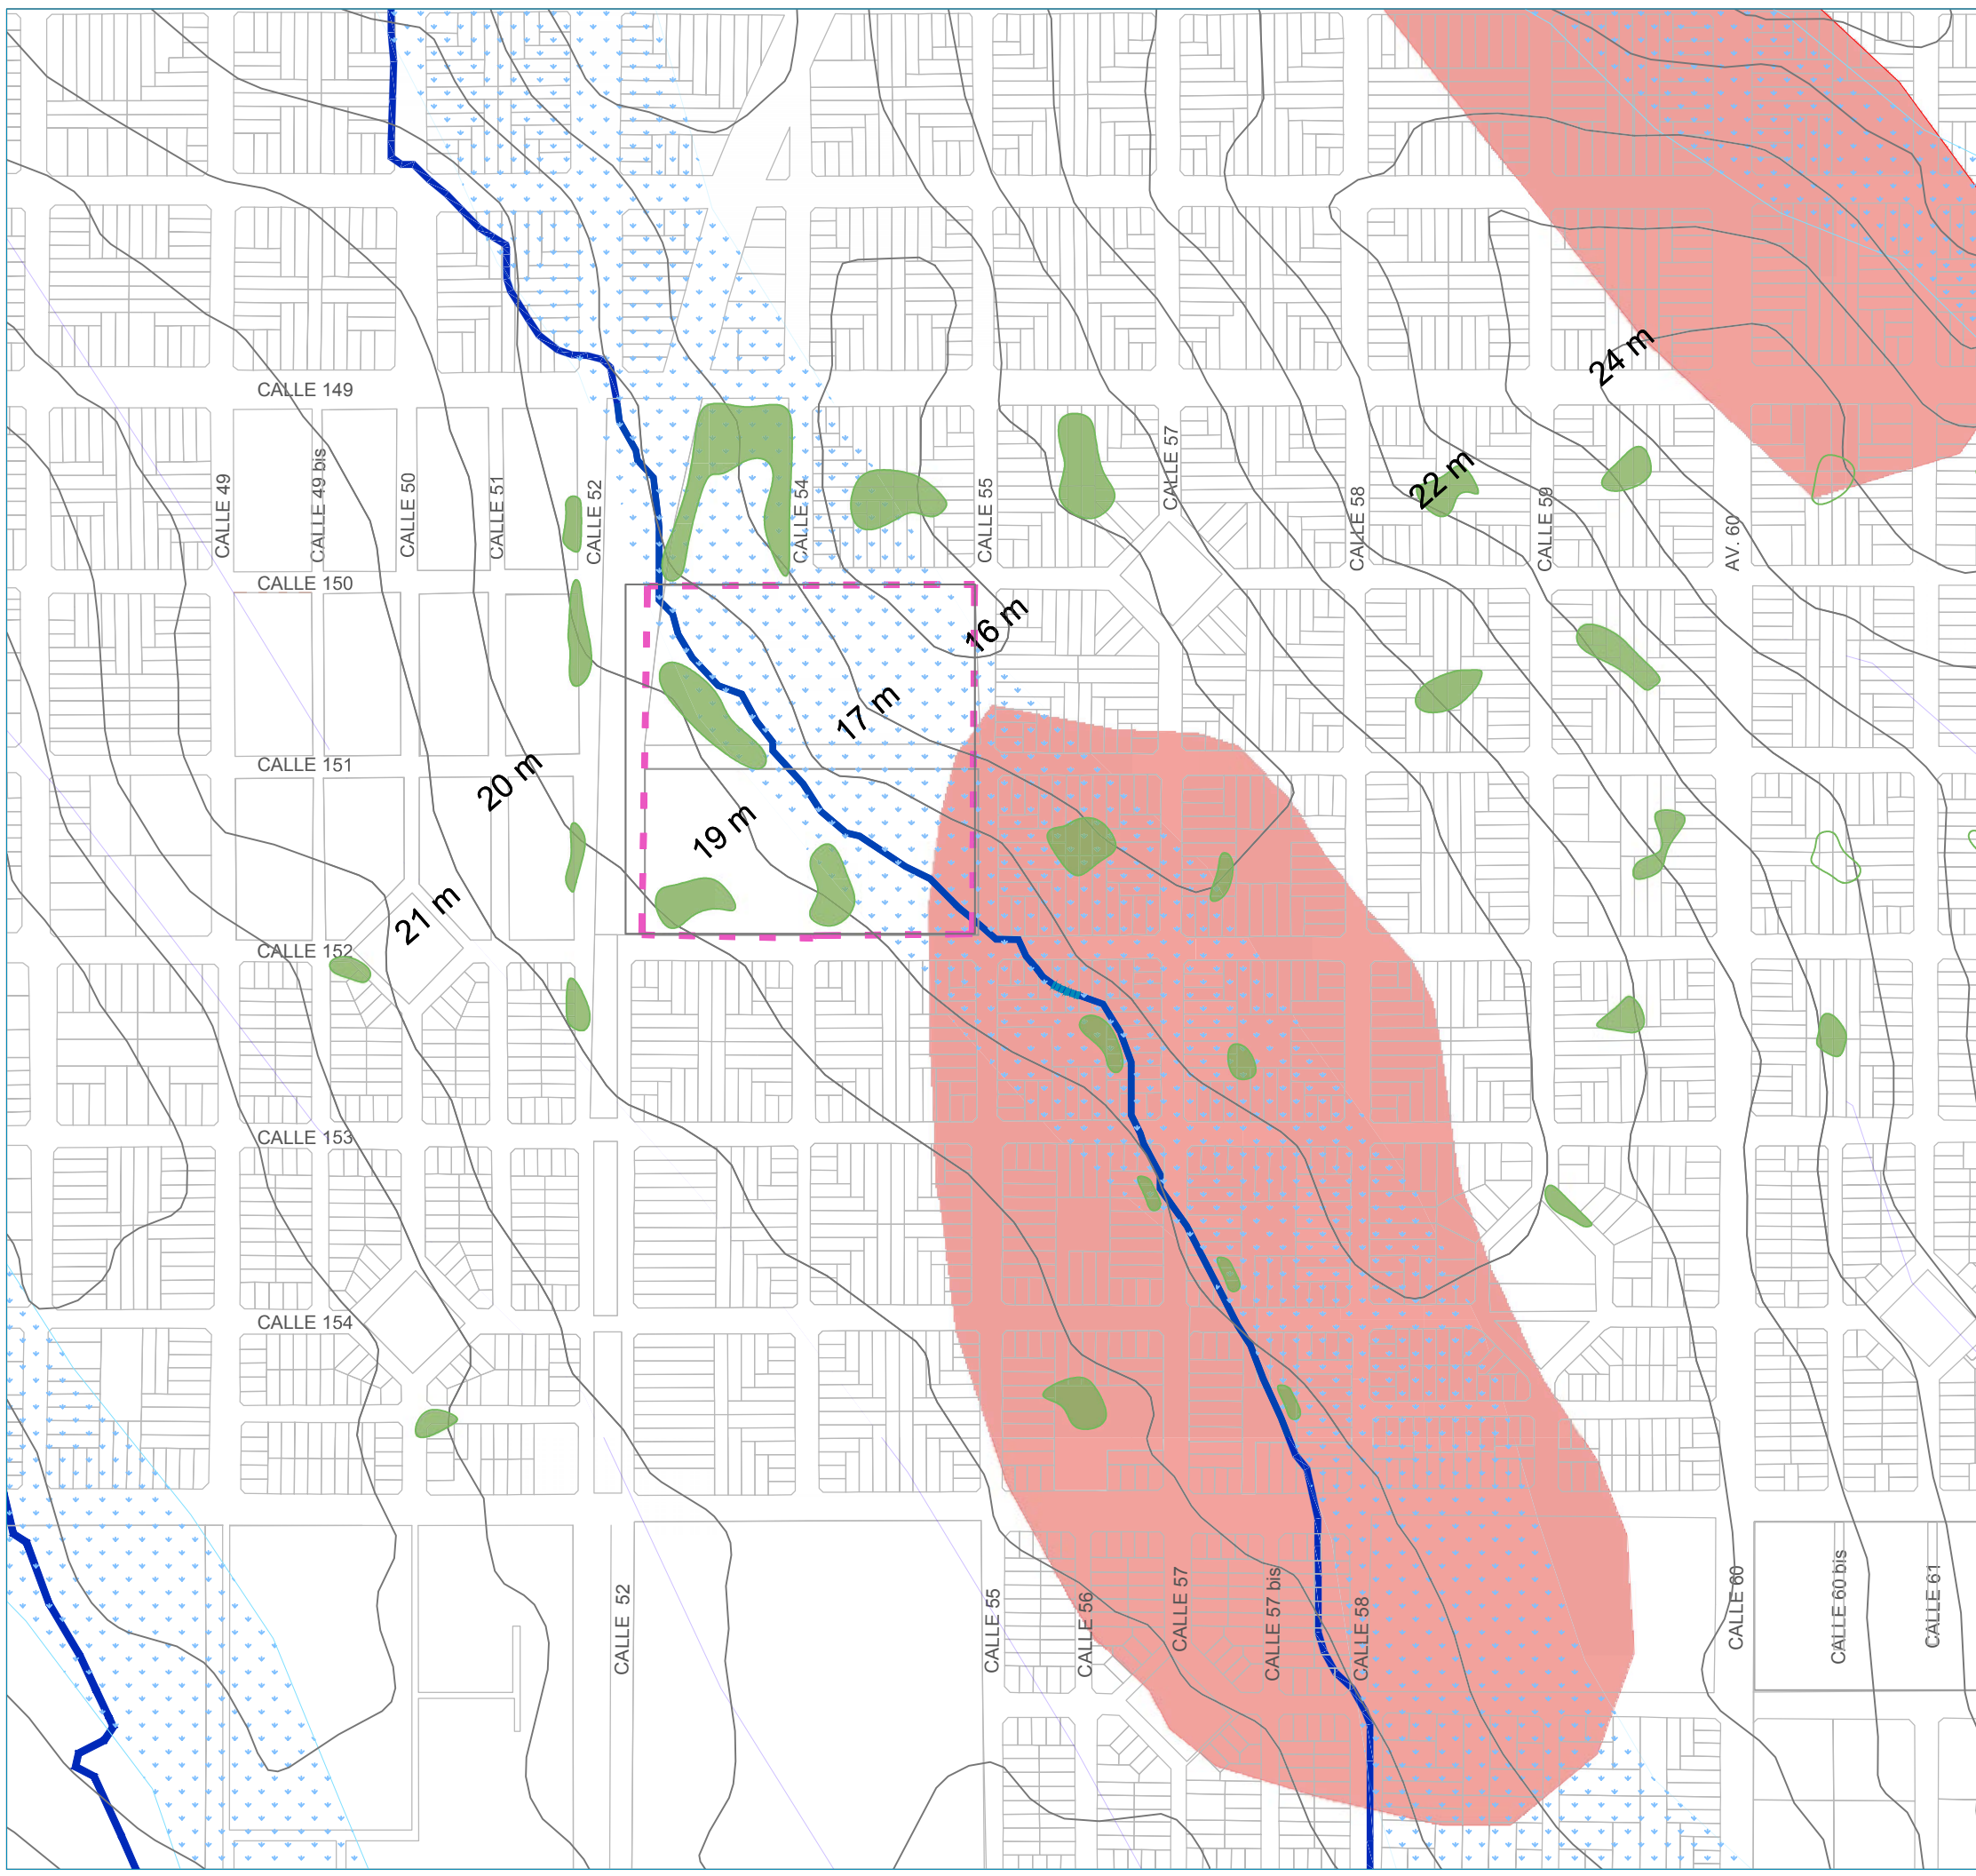 24 m
CALLE 149
CALLE 49
CALLE 49 bis
CALLE 50
CALLE 51
CALLE 52
CALLE 54
CALLE 55
CALLE 57
CALLE 58
22 m
CALLE 59
AV. 60
CALLE 150
16 m
17 m
CALLE 151
20 m
19 m
21 m
CALLE 152
CALLE 153
CALLE 154
CALLE 52
CALLE 55
CALLE 56
CALLE 57
CALLE 57 bis
CALLE 58
CALLE 60
CALLE 60 bis
CALLE 61